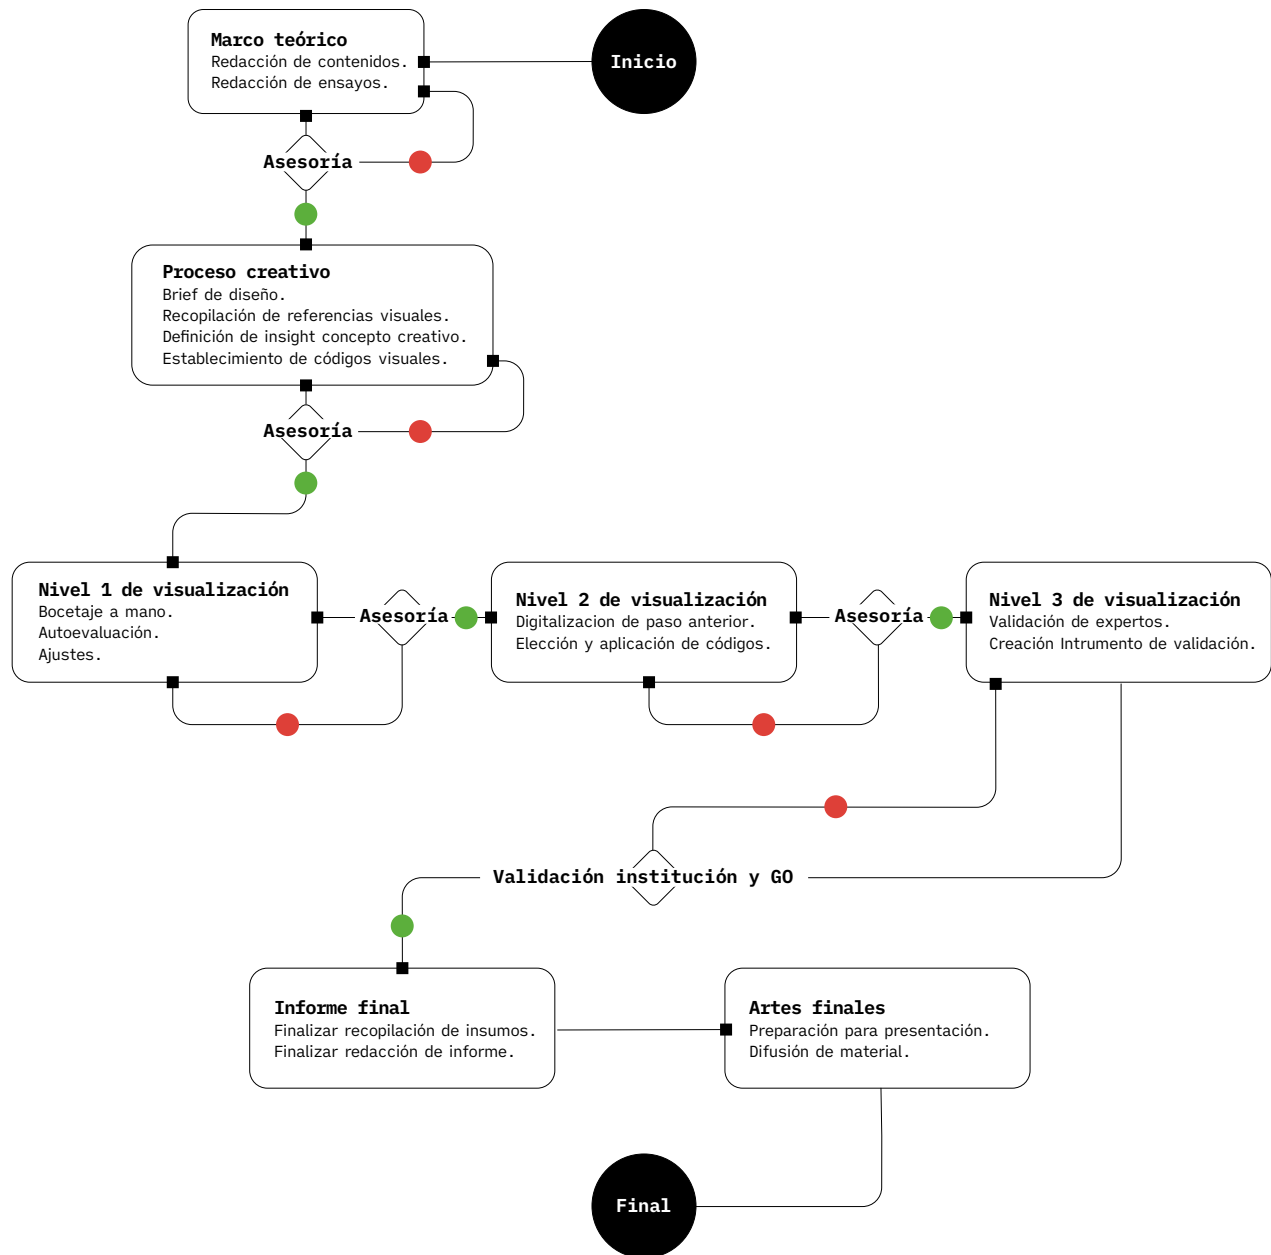 Marco teórico
Redacción de contenidos.
Redacción de ensayos.
Inicio
Asesoría
Proceso creativo
Brief de diseño.
Recopilación de referencias visuales.
Definición de insight concepto creativo.
Establecimiento de códigos visuales.
Asesoría
Nivel 1 de visualización
Bocetaje a mano.
Autoevaluación.
Ajustes.
Asesoría
Nivel 2 de visualización
Digitalizacion de paso anterior.
Elección y aplicación de códigos.
Asesoría
Nivel 3 de visualización
Validación de expertos.
Creación Intrumento de validación.
Validación institución y GO
Informe final
Finalizar recopilación de insumos.
Finalizar redacción de informe.
Artes finales
Preparación para presentación.
Difusión de material.
Final